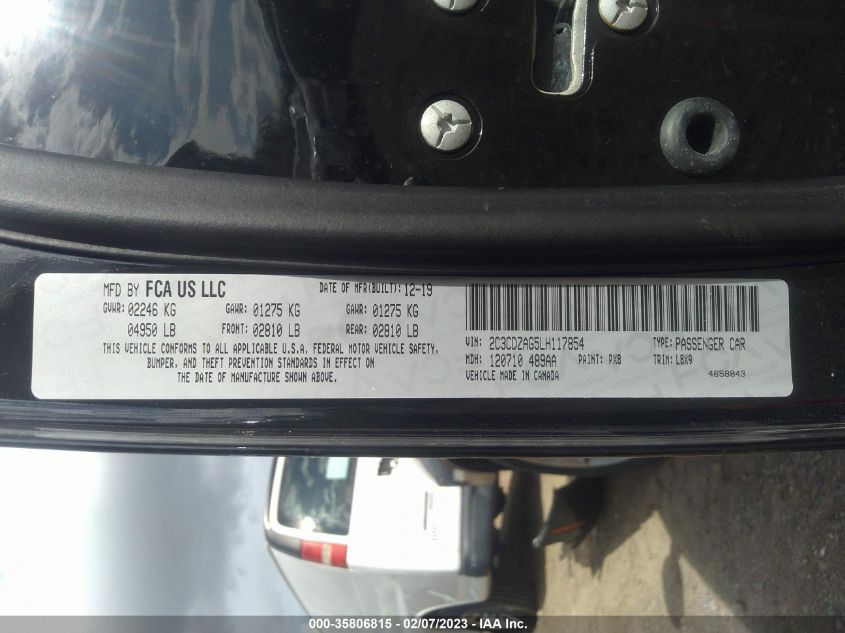 MFD BY FCA US LLC DATE OF MFR(BUILT): 12-19
GVWR: 02246 KG GAWR: 01275 KG GAWR: 01275 KG
04950 LB FRONT: 02810 LB REAR: 02810 LB
THIS VEHICLE CONFORMS TO ALL APPLICABLE U.S.A. FEDERAL MOTOR VEHICLE SAFETY,
BUMPER, AND THEFT PREVENTION STANDARDS IN EFFECT ON
THE DATE OF MANUFACTURE SHOWN ABOVE.
VIN: 2C3CDZAG5LH117854 TYPE: PASSENGER CAR
MDH: 120710 489AA PAINT: PX8 TRIM: LBX9
VEHICLE MADE IN CANADA 4658843
000-35806815 - 02/07/2023 - IAA Inc.